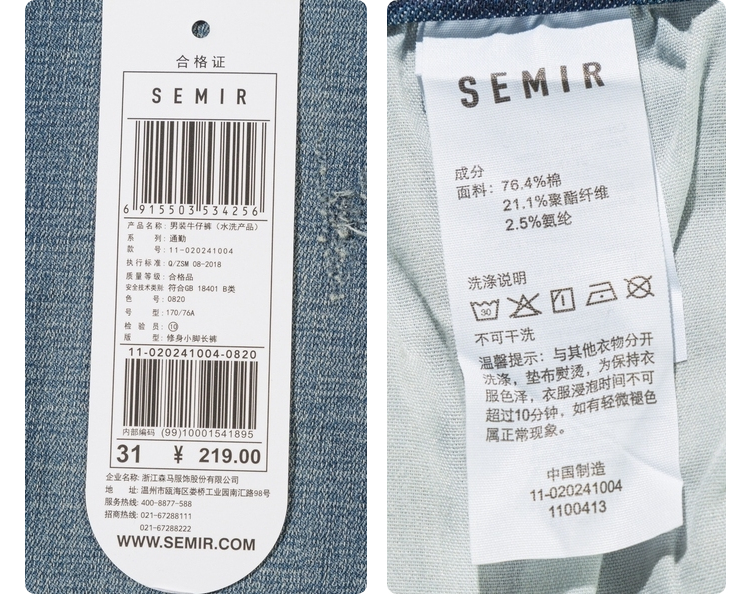 合格证
SEMIR
6 915503 534256
产品名称: 男装牛仔裤(水洗产品)
系 列: 通勤
款 号: 11-020241004
执行标准: Q/ZSM 08-2018
质量等级: 合格品
安全技术类别: 符合GB 18401 B类
色 号: 0820
号 型: 170/76A
检 验 员: ⑩
版 型: 修身小脚长裤
11-020241004-0820
内部编码 (99)10001541895
31 ¥ 219.00
企业名称: 浙江森马服饰股份有限公司
地 址: 温州市瓯海区娄桥工业园南汇路98号
服务热线: 400-8877-588
招商热线: 021-67288111
021-67288222
WWW.SEMIR.COM
SEMIR
成分
面料: 76.4%棉
21.1%聚酯纤维
2.5%氨纶
洗涤说明
30
不可干洗
温馨提示: 与其他衣物分开
洗涤, 垫布熨烫, 为保持衣
服色泽, 衣服浸泡时间不可
超过10分钟, 如有轻微褪色
属正常现象。
中国制造
11-020241004
1100413